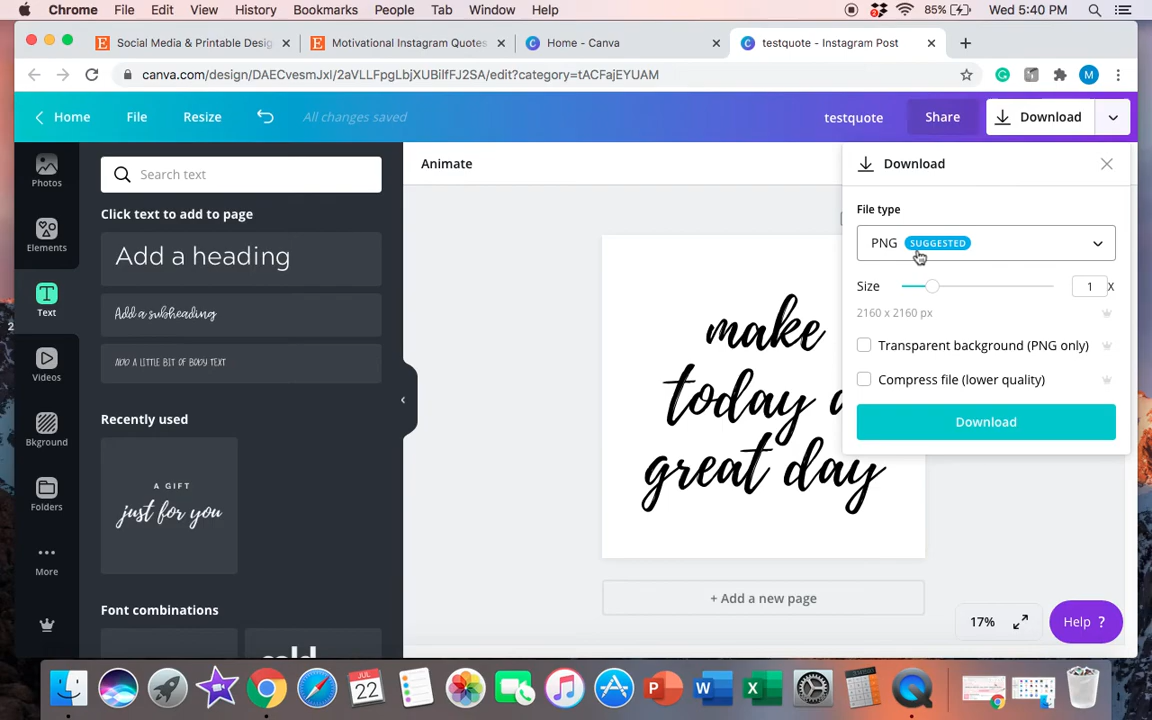 Chrome File Edit View History Bookmarks People Tab Window Help 85% Wed 5:40 PM
Social Media & Printable Desig Motivational Instagram Quotes Home - Canva testquote - Instagram Post
canva.com/design/DAECvesmJxI/2aVLLFpgLbjXUBilfFJ2SA/edit?category=tACFajEYUAM M
Home File Resize All changes saved testquote Share Download
Photos
Elements
Text
Videos
Bkground
Folders
More
Search text
Click text to add to page
Add a heading
Add a subheading
ADD A LITTLE BIT OF BODY TEXT
Recently used
A GIFT
just for you
Font combinations
Animate
make
today a
great day
+ Add a new page
Download
File type
PNG SUGGESTED
Size 1 X
2160 x 2160 px
Transparent background (PNG only)
Compress file (lower quality)
Download
17% Help ?
JUL
22
P W X